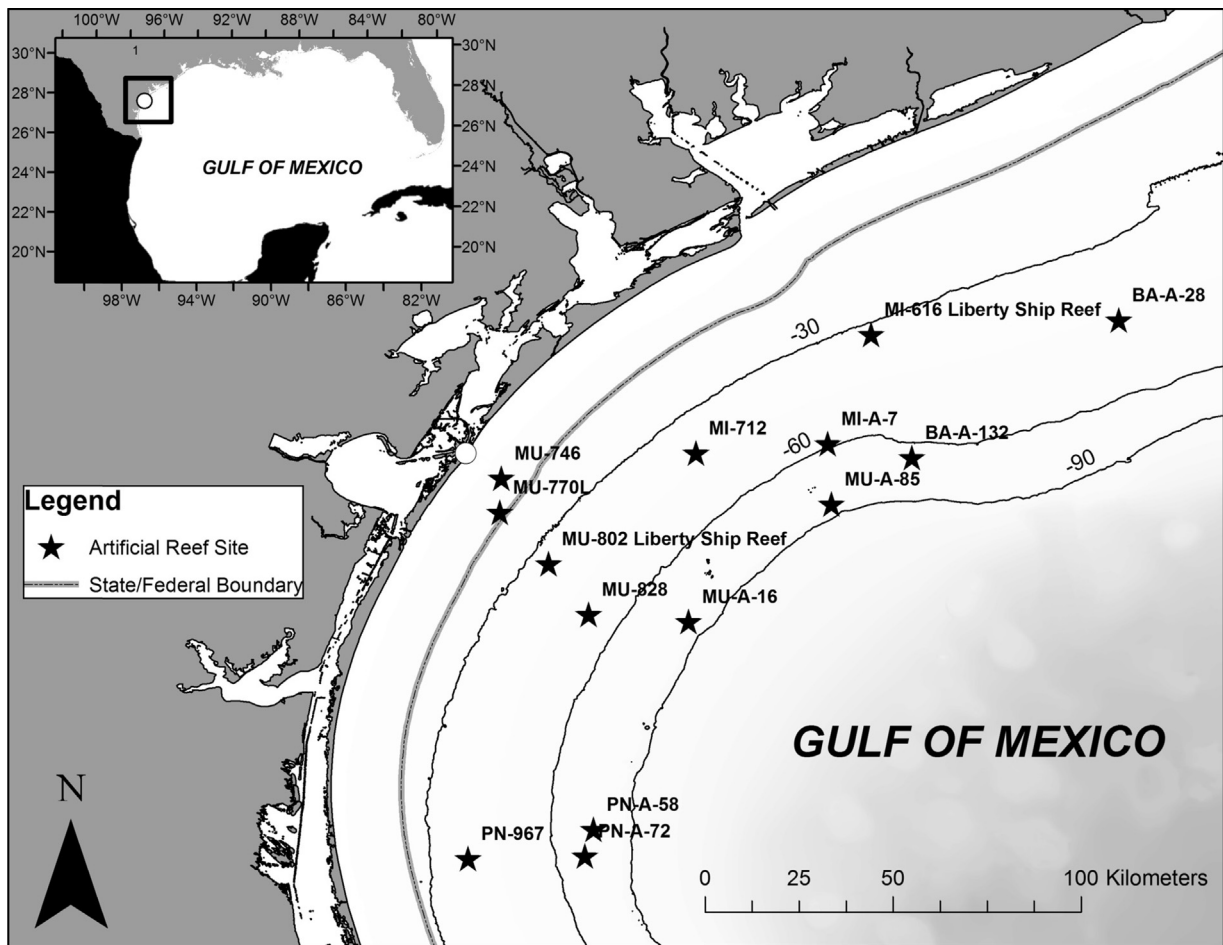 100°W 96°W 92°W 88°W 84°W 80°W
1
30°N 30°N
28°N 28°N
26°N 26°N
24°N 24°N
22°N 22°N
20°N 20°N
GULF OF MEXICO
98°W 94°W 90°W 86°W 82°W
BA-A-28
MI-616 Liberty Ship Reef
-30
MI-712
MI-A-7
BA-A-132
-60
-90
MU-746
MU-A-85
MU-770L
Legend
Artificial Reef Site
State/Federal Boundary
MU-802 Liberty Ship Reef
MU-828
MU-A-16
GULF OF MEXICO
N
PN-A-58
PN-967
PN-A-72
0 25 50 100 Kilometers